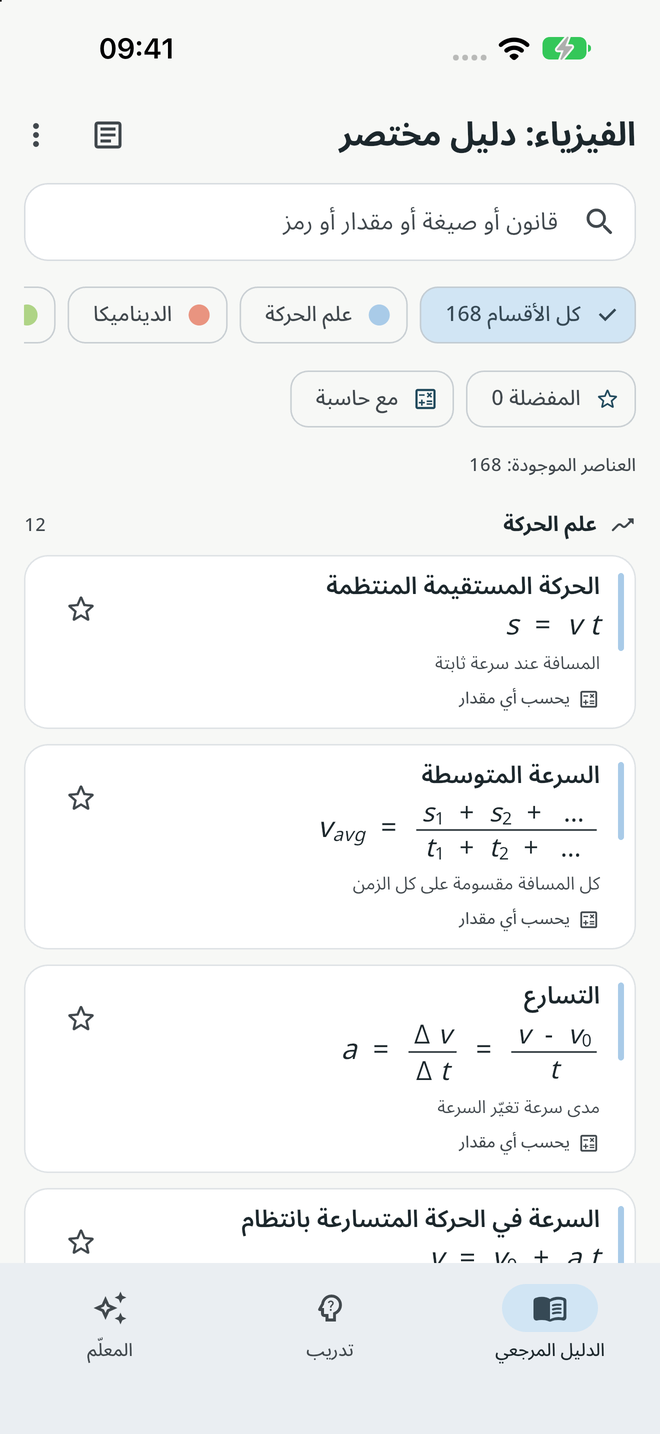 09:41
الفيزياء: دليل مختصر
قانون أو صيغة أو مقدار أو رمز
كل الأقسام 168
علم الحركة
الديناميكا
المفضلة 0
مع حاسبة
العناصر الموجودة: 168
علم الحركة
12
الحركة المستقيمة المنتظمة
s = v t
المسافة عند سرعة ثابتة
يحسب أي مقدار
السرعة المتوسطة
v_avg = (s₁ + s₂ + ...) / (t₁ + t₂ + ...)
كل المسافة مقسومة على كل الزمن
يحسب أي مقدار
التسارع
a = Δ v / Δ t = (v - v₀) / t
مدى سرعة تغيّر السرعة
يحسب أي مقدار
السرعة في الحركة المتسارعة بانتظام
v = v₀ + a t
الدليل المرجعي
تدريب
المعلّم